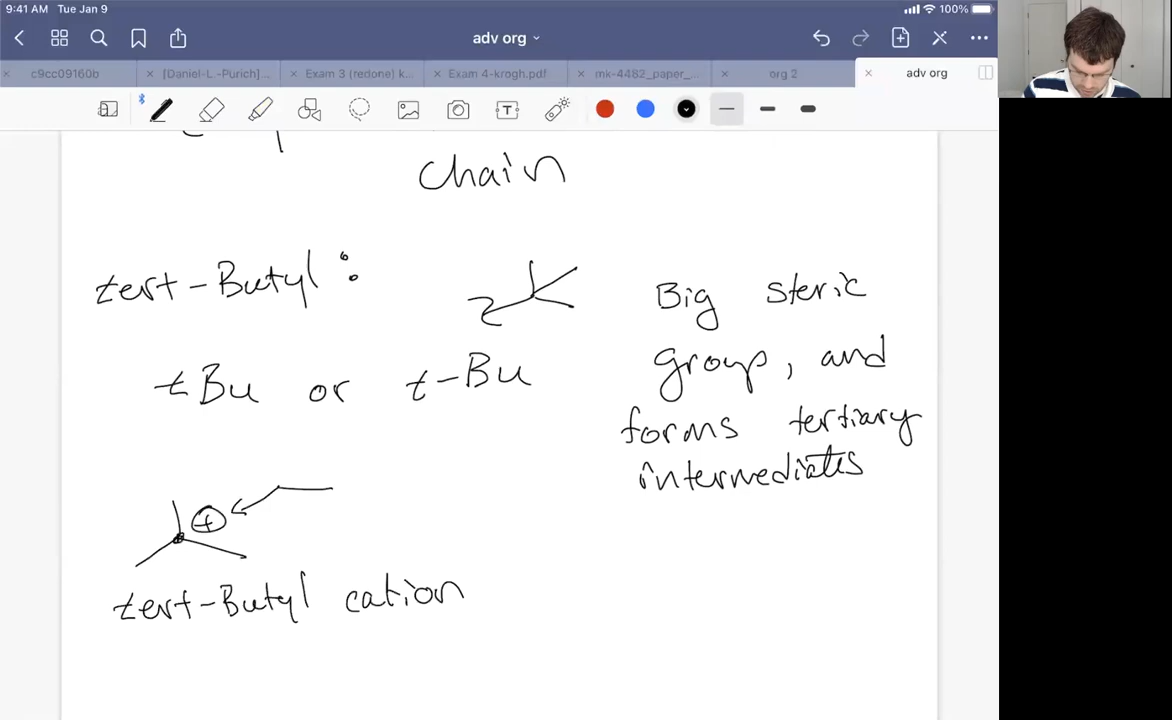 9:41 AM Tue Jan 9
100%
adv org
c9cc09160b
[Daniel-L.-Purich]...
Exam 3 (redone) k...
Exam 4-krogh.pdf
mk-4482_paper_...
org 2
adv org
T
chain
tert-Butyl:
Big steric
group, and
forms tertiary
intermediates
tBu or t-Bu
+
tert-Butyl cation